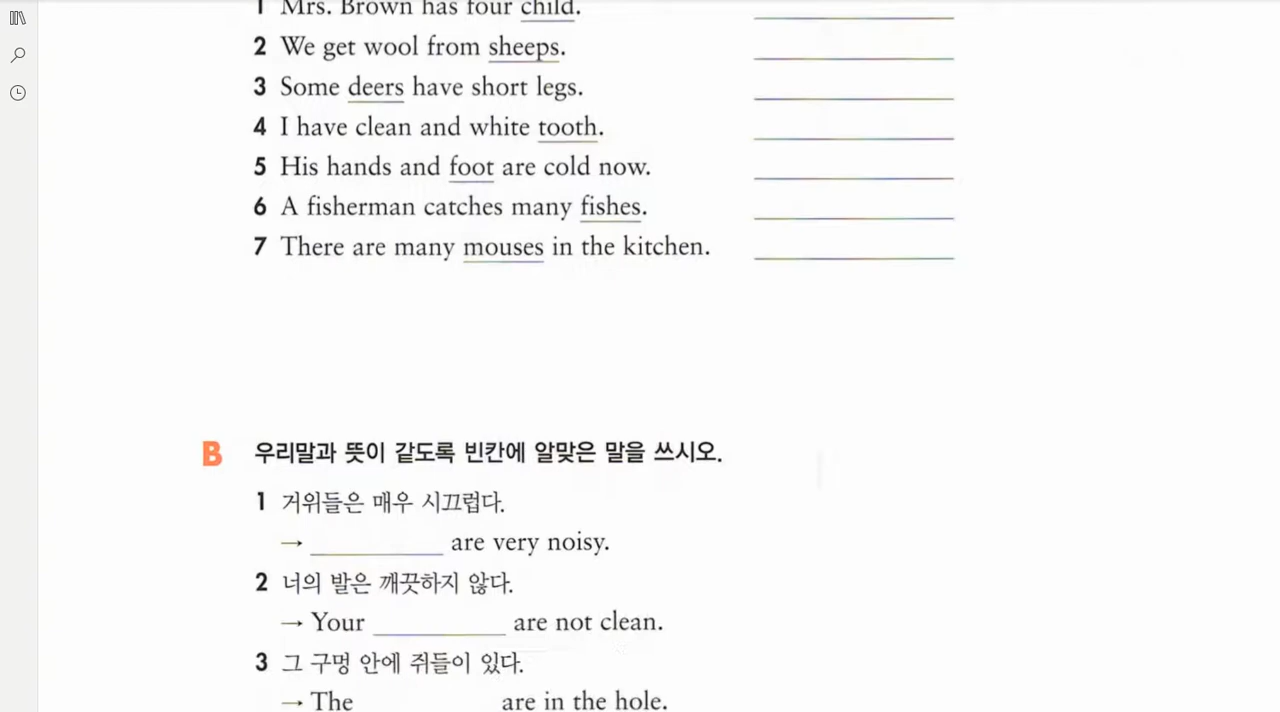 1 Mrs. Brown has four child.
2 We get wool from sheeps.
3 Some deers have short legs.
4 I have clean and white tooth.
5 His hands and foot are cold now.
6 A fisherman catches many fishes.
7 There are many mouses in the kitchen.
B 우리말과 뜻이 같도록 빈칸에 알맞은 말을 쓰시오.
1 거위들은 매우 시끄럽다.
→ __________ are very noisy.
2 너의 발은 깨끗하지 않다.
→ Your __________ are not clean.
3 그 구멍 안에 쥐들이 있다.
→ The __________ are in the hole.